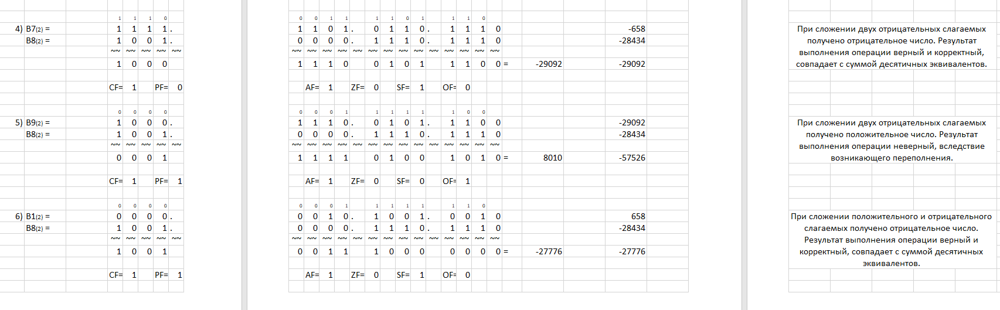 1 1 1 0 0 0 1 1 1 1 0 1 1 1 0
4) B7(2) = 1 1 1 1 . 1 1 0 1 . 0 1 1 0 . 1 1 1 0 -658 При сложении двух отрицательных слагаемых
B8(2) = 1 0 0 1 . 0 0 0 0 . 1 1 1 0 . 1 1 1 0 -28434 получено отрицательное число. Результат
~~ ~~ ~~ ~~ ~~ ~~ ~~ ~~ ~~ ~~ ~~ ~~ ~~ ~~ ~~ ~~ ~~ ~~ ~~ выполнения операции верный и корректный,
1 0 0 0 1 1 1 0 0 1 0 1 1 1 0 0 = -29092 -29092 совпадает с суммой десятичных эквивалентов.
CF= 1 PF= 0 AF= 1 ZF= 0 SF= 1 OF= 0
0 0 0 0 0 0 0 1 1 1 1 1 1 0 0
5) B9(2) = 1 0 0 0 . 1 1 1 0 . 0 1 0 1 . 1 1 0 0 -29092 При сложении двух отрицательных слагаемых
B8(2) = 1 0 0 1 . 0 0 0 0 . 1 1 1 0 . 1 1 1 0 -28434 получено положительное число. Результат
~~ ~~ ~~ ~~ ~~ ~~ ~~ ~~ ~~ ~~ ~~ ~~ ~~ ~~ ~~ ~~ ~~ ~~ ~~ выполнения операции неверный, вследствие
0 0 0 1 1 1 1 1 0 1 0 0 1 0 1 0 = 8010 -57526 возникающего переполнения.
CF= 1 PF= 1 AF= 1 ZF= 0 SF= 0 OF= 1
0 0 0 0 0 0 0 1 1 1 1 1 1 1 0
6) B1(2) = 0 0 0 0 . 0 0 1 0 . 1 0 0 1 . 0 0 1 0 658 При сложении положительного и отрицательного
B8(2) = 1 0 0 1 . 0 0 0 0 . 1 1 1 0 . 1 1 1 0 -28434 слагаемых получено отрицательное число.
~~ ~~ ~~ ~~ ~~ ~~ ~~ ~~ ~~ ~~ ~~ ~~ ~~ ~~ ~~ ~~ ~~ ~~ ~~ Результат выполнения операции верный и
1 0 0 1 0 0 1 1 1 0 0 0 0 0 0 0 = -27776 -27776 корректный, совпадает с суммой десятичных
эквивалентов.
CF= 1 PF= 1 AF= 1 ZF= 0 SF= 1 OF= 0